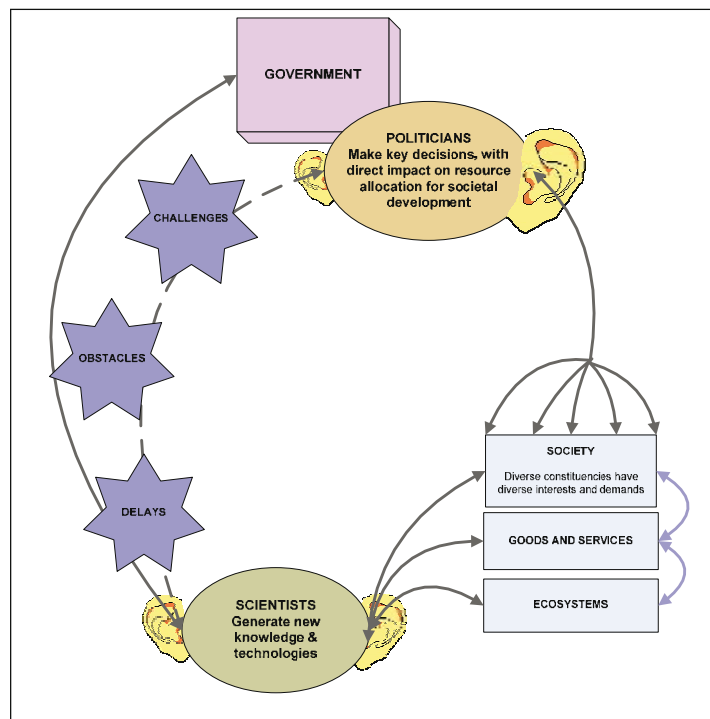 GOVERNMENT
POLITICIANS
Make key decisions, with
direct impact on resource
allocation for societal
development
CHALLENGES
OBSTACLES
SOCIETY
Diverse constituencies have
diverse interests and demands
DELAYS
GOODS AND SERVICES
ECOSYSTEMS
SCIENTISTS
Generate new
knowledge &
technologies